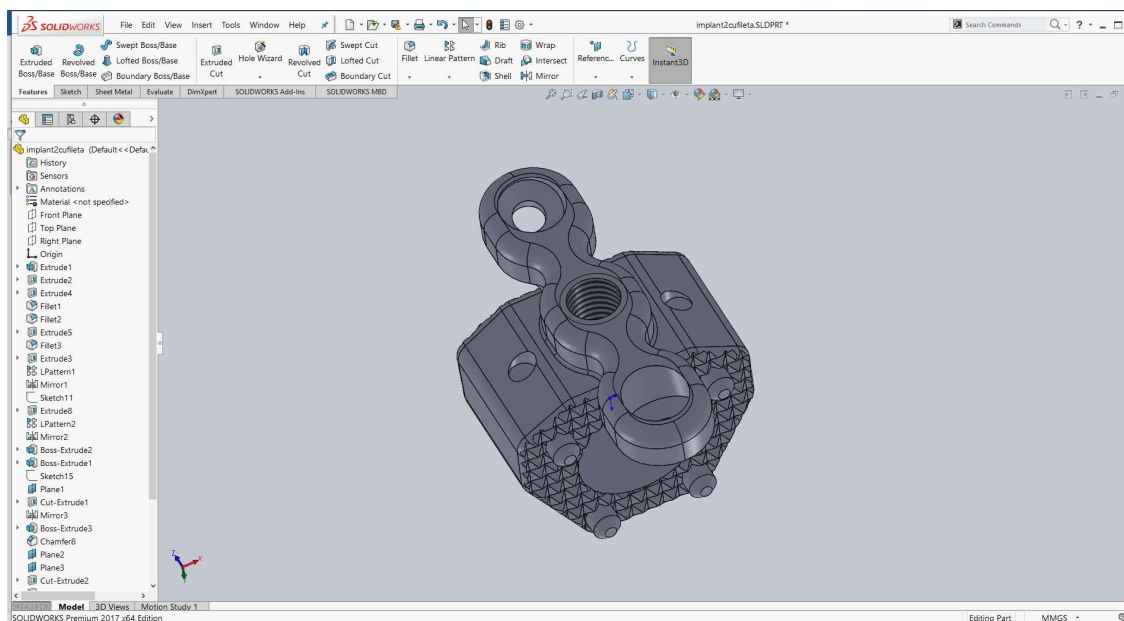 SOLIDWORKS File Edit View Insert Tools Window Help implant2cufileta.SLDPRT * Search Commands
Extruded Boss/Base
Revolved Boss/Base
Swept Boss/Base
Lofted Boss/Base
Boundary Boss/Base
Extruded Cut
Hole Wizard
Revolved Cut
Swept Cut
Lofted Cut
Boundary Cut
Fillet
Linear Pattern
Rib
Draft
Shell
Wrap
Intersect
Mirror
Referenc...
Curves
Instant3D
Features Sketch Sheet Metal Evaluate DimXpert SOLIDWORKS Add-Ins SOLIDWORKS MBD
implant2cufileta (Default<<Defau
History
Sensors
Annotations
Material <not specified>
Front Plane
Top Plane
Right Plane
Origin
Extrude1
Extrude2
Extrude4
Fillet1
Fillet2
Extrude5
Fillet3
Extrude3
LPattern1
Mirror1
Sketch11
Extrude8
LPattern2
Mirror2
Boss-Extrude2
Boss-Extrude1
Sketch15
Plane1
Cut-Extrude1
Mirror3
Boss-Extrude3
Chamfer8
Plane2
Plane3
Cut-Extrude2
Z X Y
Model 3D Views Motion Study 1
SOLIDWORKS Premium 2017 x64 Edition Editing Part MMGS